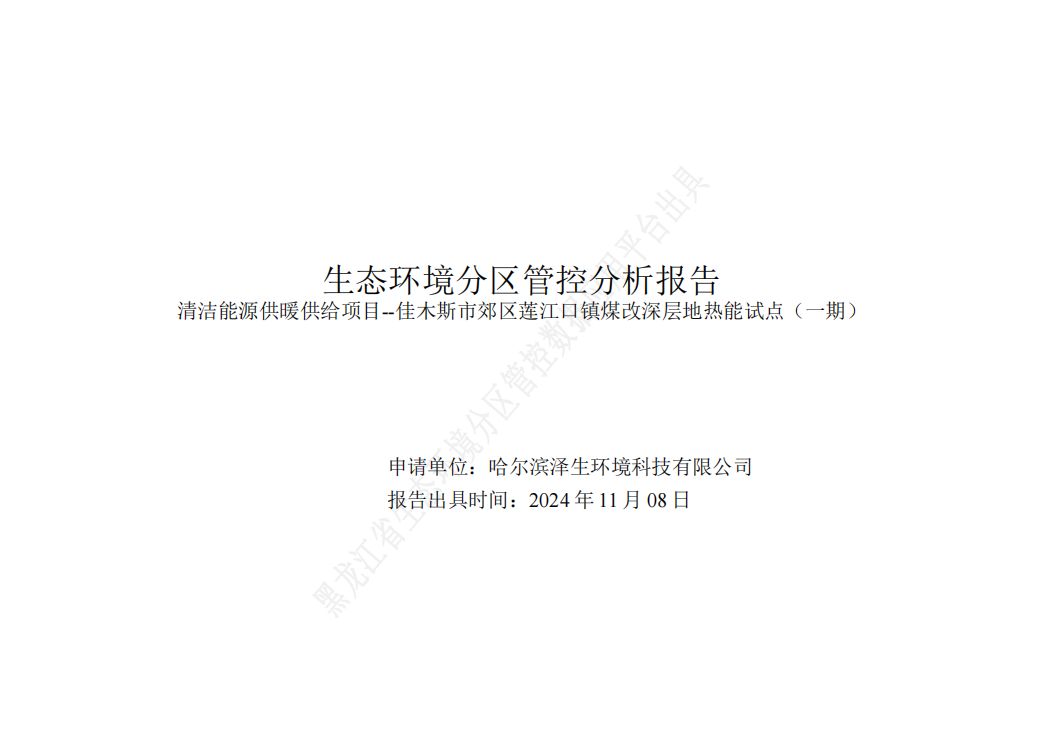 生态环境分区管控分析报告
清洁能源供暖供给项目--佳木斯市郊区莲江口镇煤改深层地热能试点（一期）
申请单位：哈尔滨泽生环境科技有限公司
报告出具时间：2024 年 11 月 08 日
黑龙江省生态环境分区管控数据应用平台出具